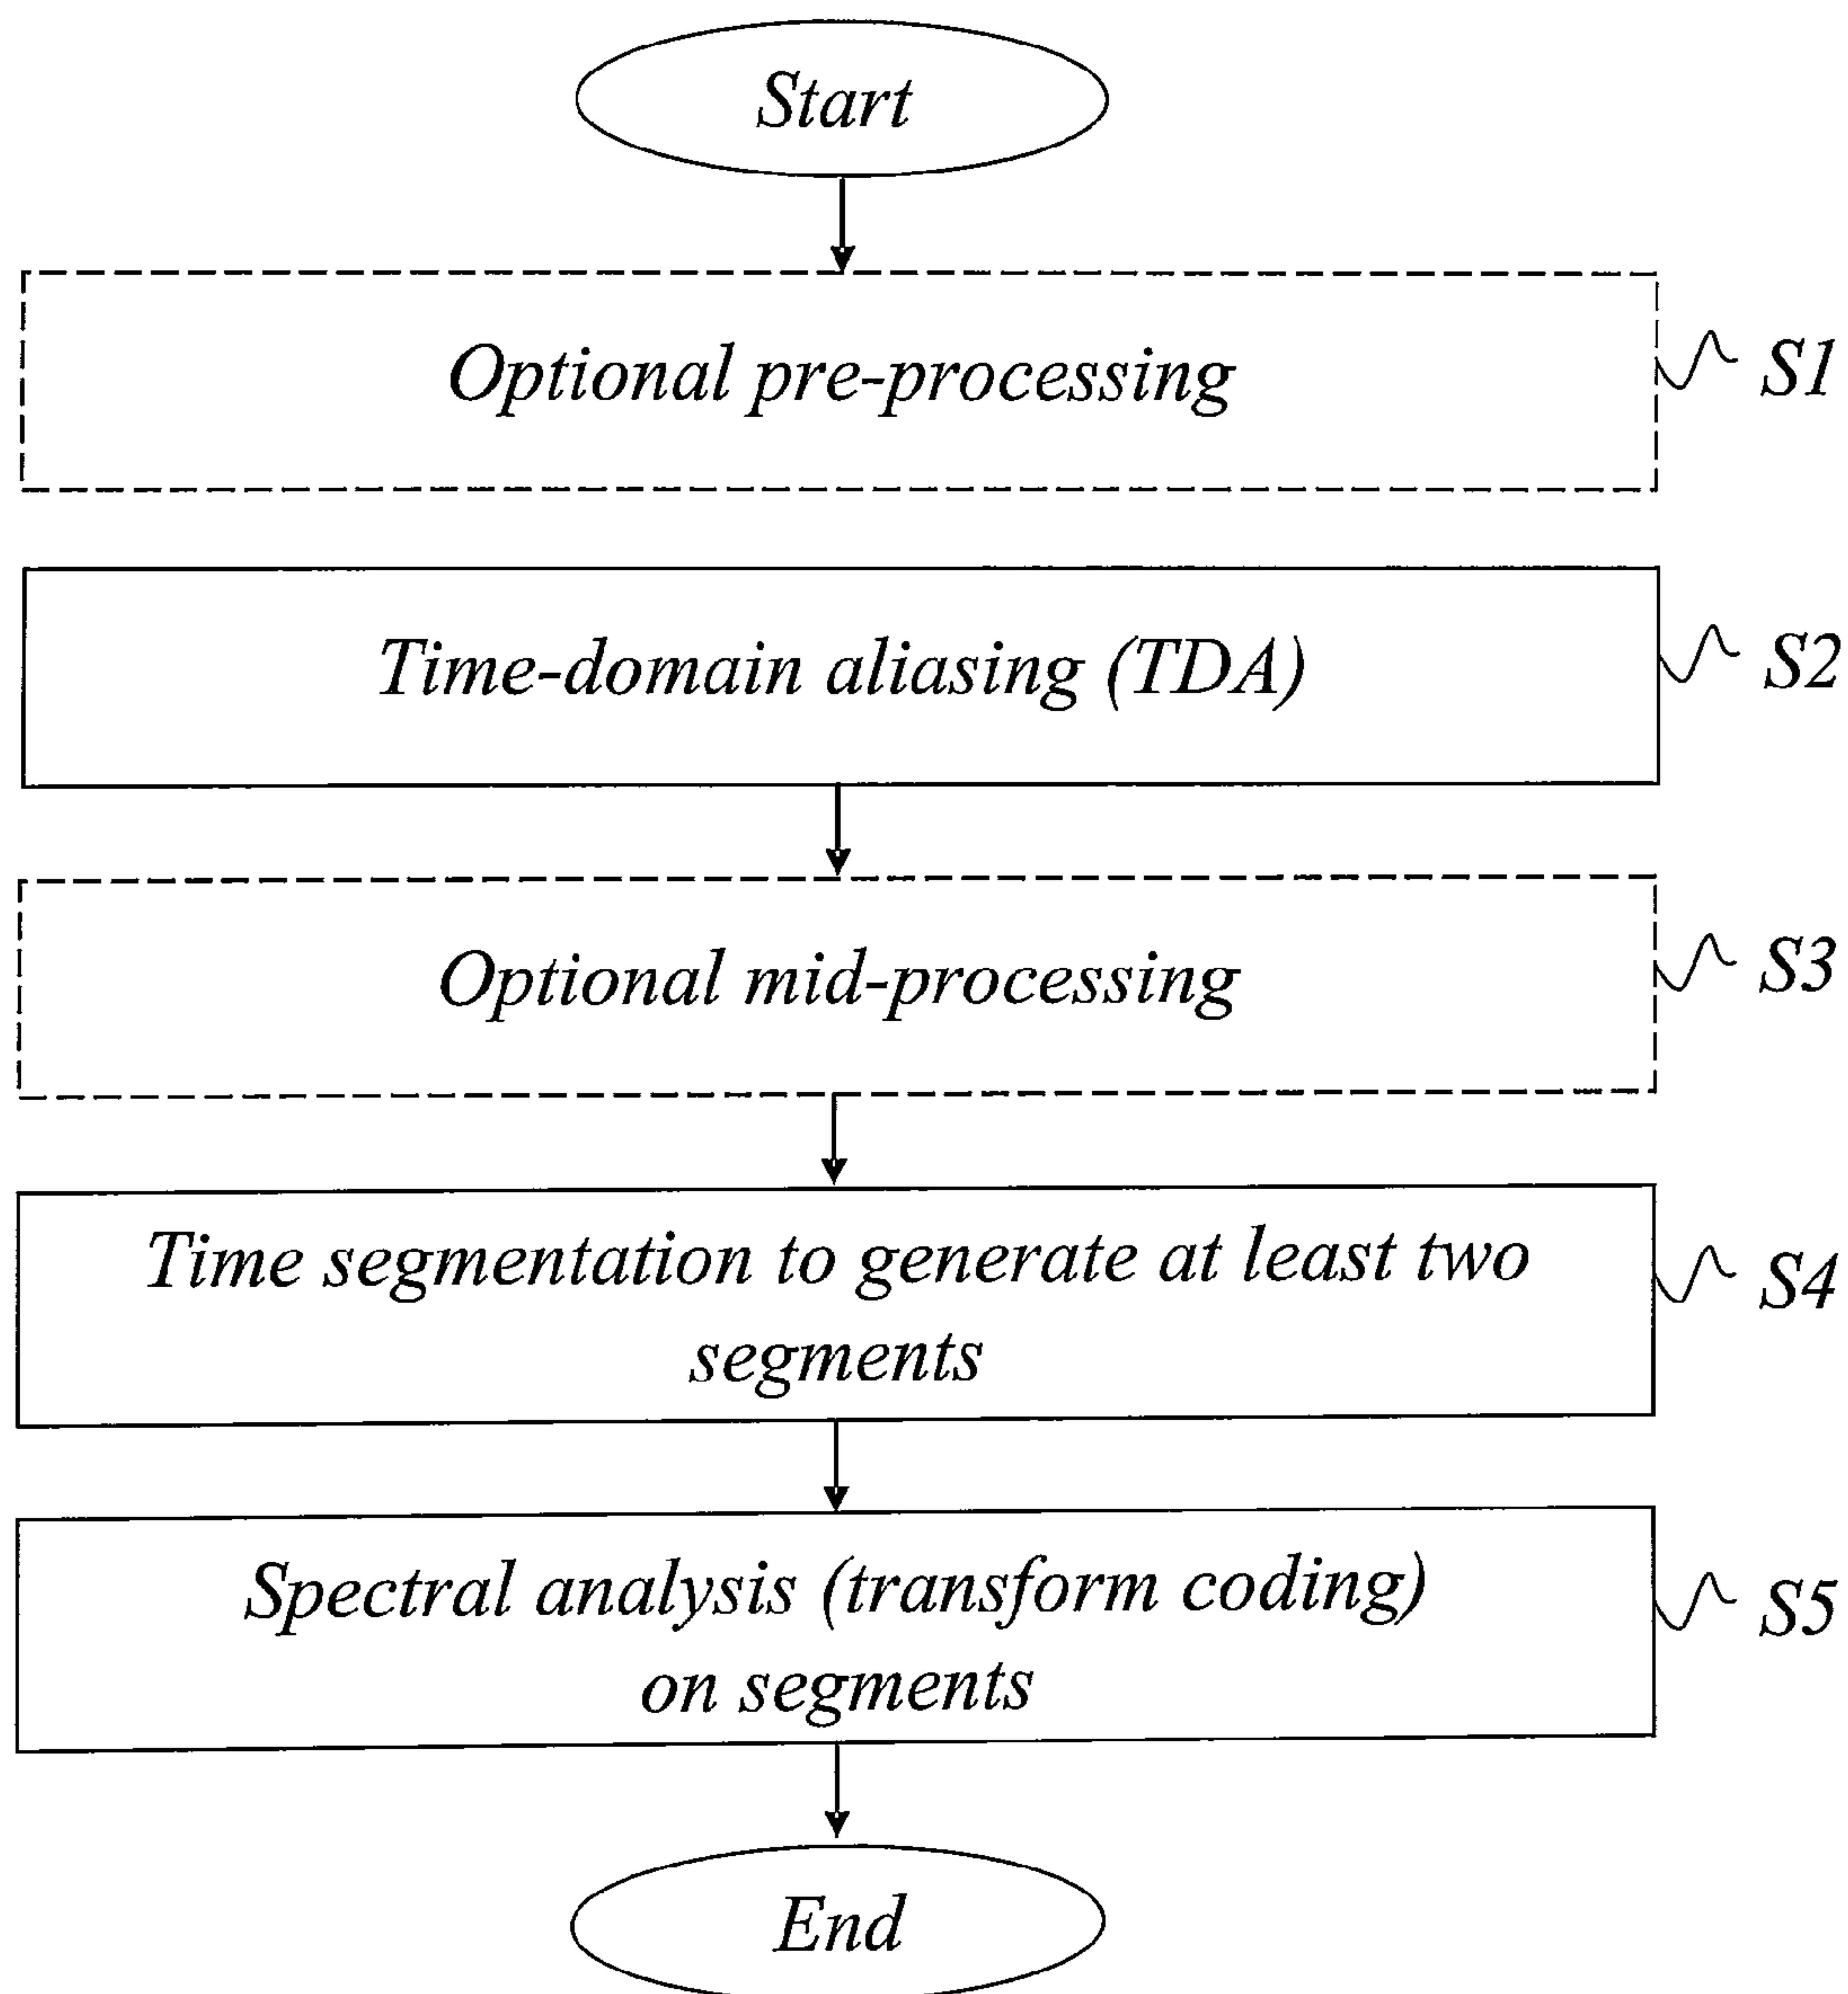 Start
Optional pre-processing
S1
Time-domain aliasing (TDA)
S2
Optional mid-processing
S3
Time segmentation to generate at least two
segments
S4
Spectral analysis (transform coding)
on segments
S5
End